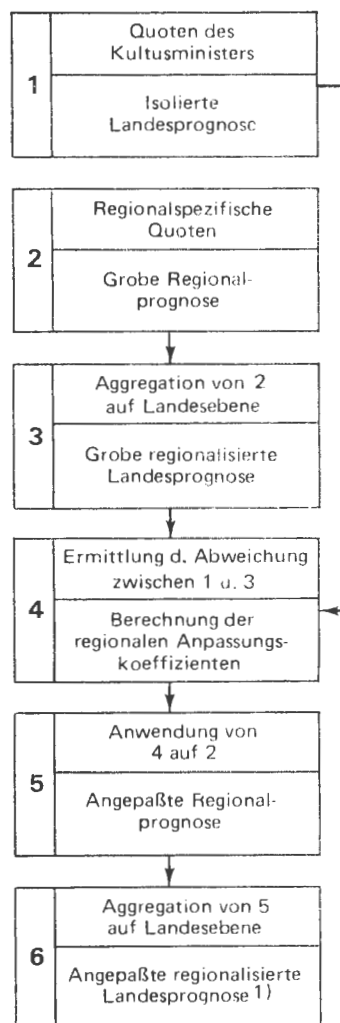 1
Quoten des
Kultusministers
Isolierte
Landesprognose
2
Regionalspezifische
Quoten
Grobe Regional-
prognose
3
Aggregation von 2
auf Landesebene
Grobe regionalisierte
Landesprognose
4
Ermittlung d. Abweichung
zwischen 1 u. 3
Berechnung der
regionalen Anpassungs-
koeffizienten
5
Anwendung von
4 auf 2
Angepaßte Regional-
prognose
6
Aggregation von 5
auf Landesebene
Angepaßte regionalisierte
Landesprognose 1)